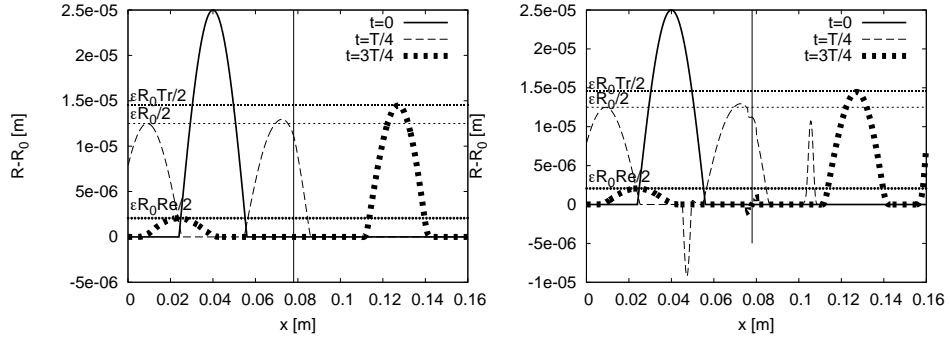 2.5e-05
2e-05
1.5e-05
1e-05
5e-06
0
-5e-06
R-R₀ [m]
t=0
t=T/4
t=3T/4
εR₀Tr/2
εR₀/2
εR₀Re/2
0 0.02 0.04 0.06 0.08 0.1 0.12 0.14 0.16
x [m]
2.5e-05
2e-05
1.5e-05
1e-05
5e-06
0
-5e-06
-1e-05
R-R₀ [m]
t=0
t=T/4
t=3T/4
εR₀Tr/2
εR₀/2
εR₀Re/2
0 0.02 0.04 0.06 0.08 0.1 0.12 0.14 0.16
x [m]